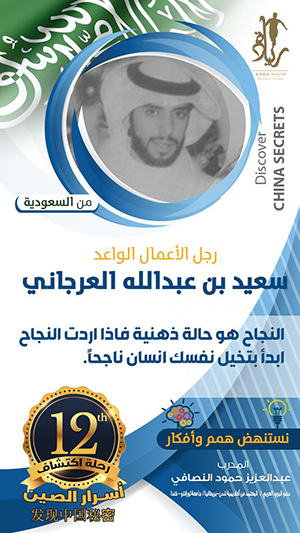 Discover
CHINA SECRETS
من السعودية
رجل الأعمال الواعد
سعيد بن عبدالله العرجاني
النجاح هو حالة ذهنية فاذا اردت النجاح
ابدأ بتخيل نفسك انسان ناجحاً.
12th
رحلة اكتشاف
أسرار الصين
发现中国秘密
نستنهض همم وأفكار
المدرب
عبدالعزيز حمود النصافي